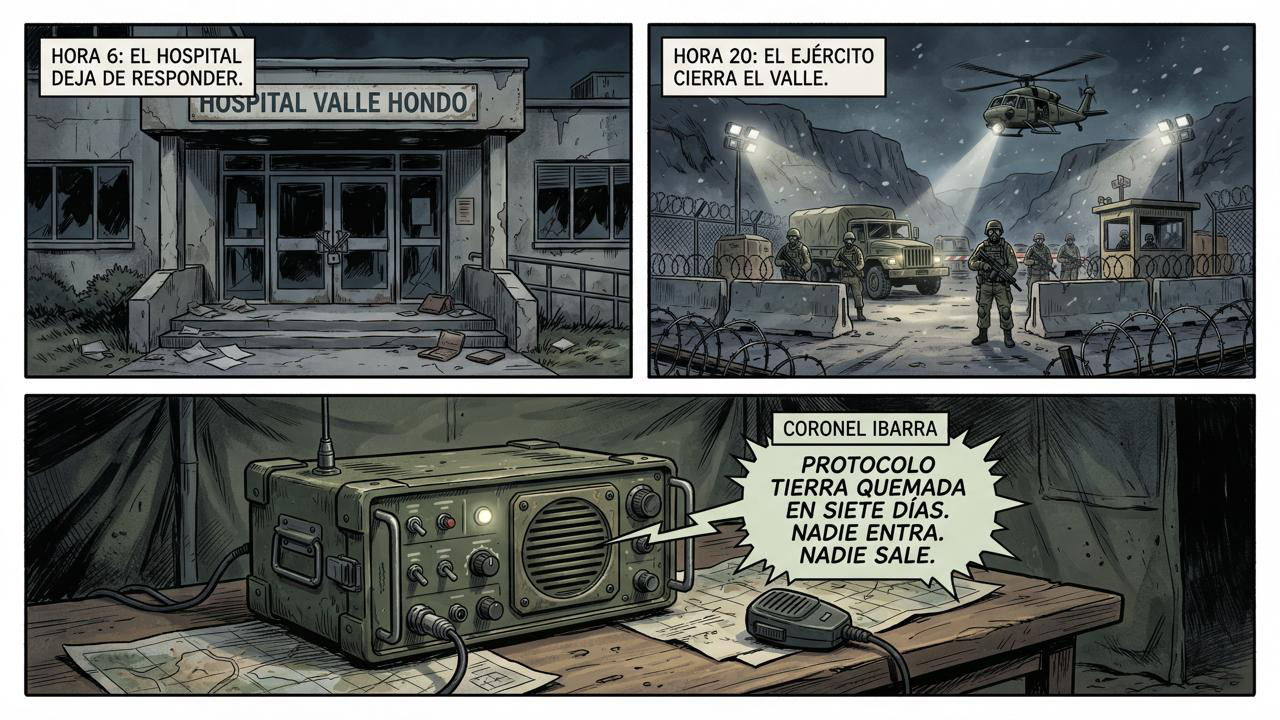 HORA 6: EL HOSPITAL
DEJA DE RESPONDER.
HOSPITAL VALLE HONDO
HORA 20: EL EJÉRCITO
CIERRA EL VALLE.
CORONEL IBARRA
PROTOCOLO
TIERRA QUEMADA
EN SIETE DÍAS.
NADIE ENTRA.
NADIE SALE.